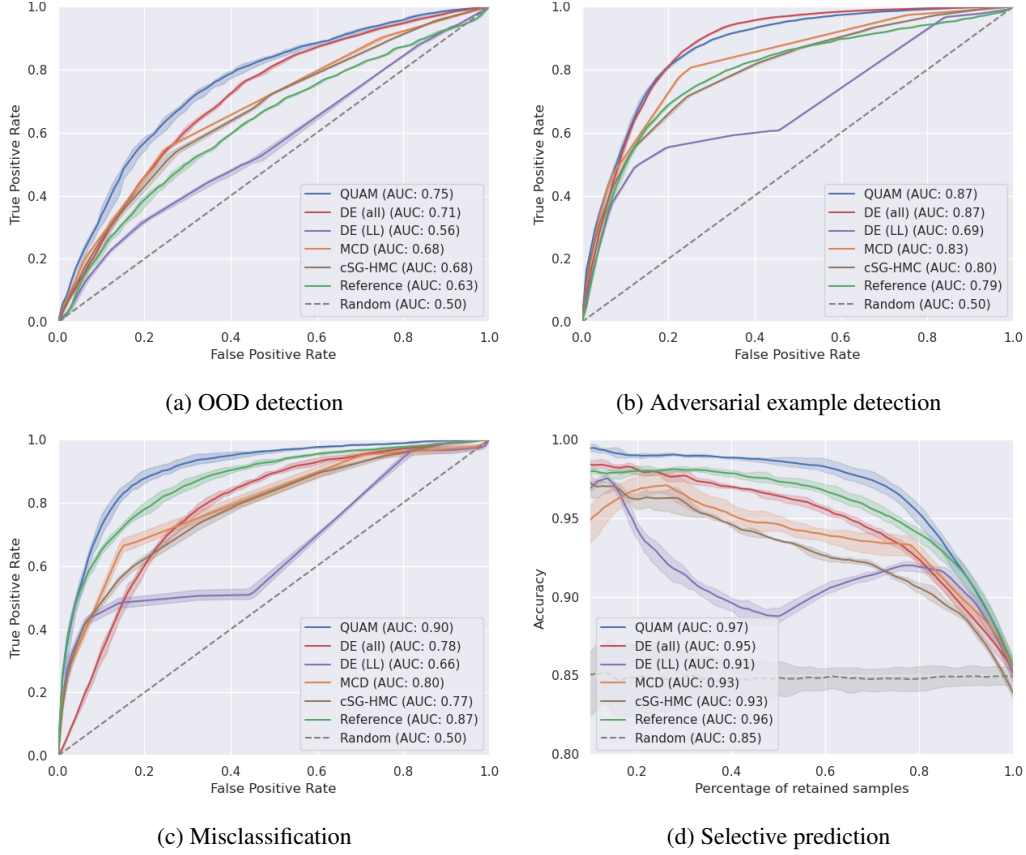 1.0
0.8
0.6
0.4
0.2
0.0
True Positive Rate
0.0 0.2 0.4 0.6 0.8 1.0
False Positive Rate
QUAM (AUC: 0.75)
DE (all) (AUC: 0.71)
DE (LL) (AUC: 0.56)
MCD (AUC: 0.68)
cSG-HMC (AUC: 0.68)
Reference (AUC: 0.63)
Random (AUC: 0.50)
(a) OOD detection
1.0
0.8
0.6
0.4
0.2
0.0
True Positive Rate
0.0 0.2 0.4 0.6 0.8 1.0
False Positive Rate
QUAM (AUC: 0.87)
DE (all) (AUC: 0.87)
DE (LL) (AUC: 0.69)
MCD (AUC: 0.83)
cSG-HMC (AUC: 0.80)
Reference (AUC: 0.79)
Random (AUC: 0.50)
(b) Adversarial example detection
1.0
0.8
0.6
0.4
0.2
0.0
True Positive Rate
0.0 0.2 0.4 0.6 0.8 1.0
False Positive Rate
QUAM (AUC: 0.90)
DE (all) (AUC: 0.78)
DE (LL) (AUC: 0.66)
MCD (AUC: 0.80)
cSG-HMC (AUC: 0.77)
Reference (AUC: 0.87)
Random (AUC: 0.50)
(c) Misclassification
1.00
0.95
0.90
0.85
0.80
Accuracy
0.2 0.4 0.6 0.8 1.0
Percentage of retained samples
QUAM (AUC: 0.97)
DE (all) (AUC: 0.95)
DE (LL) (AUC: 0.91)
MCD (AUC: 0.93)
cSG-HMC (AUC: 0.93)
Reference (AUC: 0.96)
Random (AUC: 0.85)
(d) Selective prediction